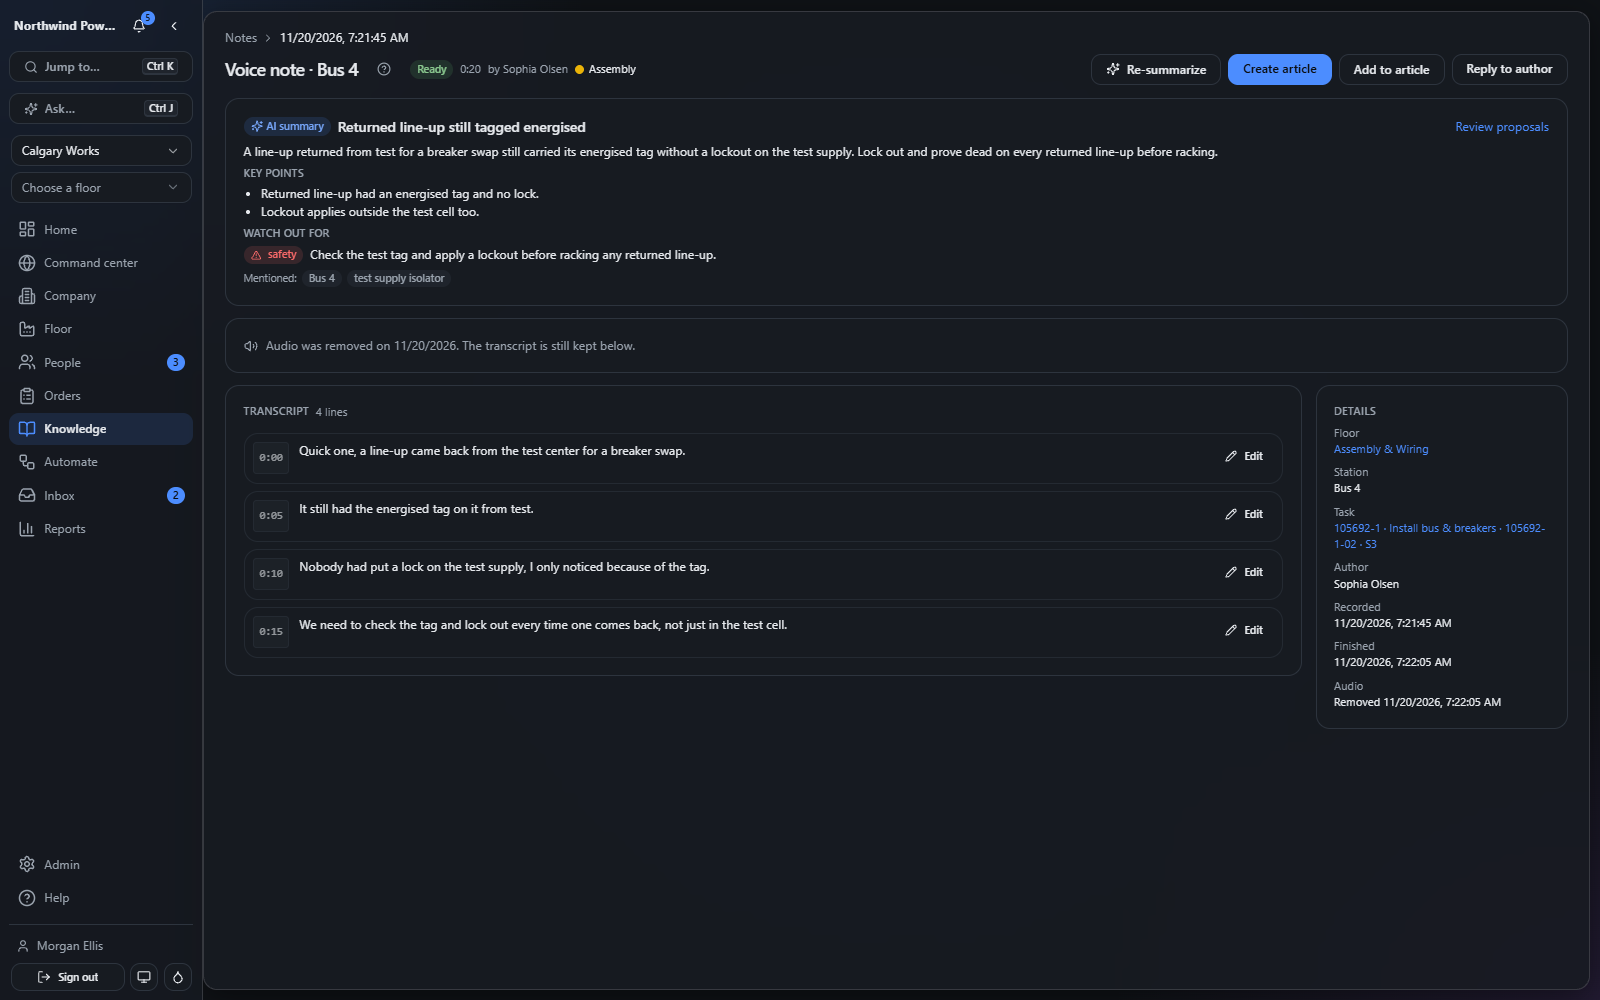 Northwind Pow...
5
Jump to...
Ctrl K
Ask...
Ctrl J
Calgary Works
Choose a floor
Home
Command center
Company
Floor
People
3
Orders
Knowledge
Automate
Inbox
2
Reports
Admin
Help
Morgan Ellis
Sign out
Notes > 11/20/2026, 7:21:45 AM
Voice note · Bus 4
Ready
0:20 by Sophia Olsen
Assembly
Re-summarize
Create article
Add to article
Reply to author
AI summary
Returned line-up still tagged energised
Review proposals
A line-up returned from test for a breaker swap still carried its energised tag without a lockout on the test supply. Lock out and prove dead on every returned line-up before racking.
KEY POINTS
• Returned line-up had an energised tag and no lock.
• Lockout applies outside the test cell too.
WATCH OUT FOR
safety
Check the test tag and apply a lockout before racking any returned line-up.
Mentioned: Bus 4 test supply isolator
Audio was removed on 11/20/2026. The transcript is still kept below.
TRANSCRIPT 4 lines
0:00 Quick one, a line-up came back from the test center for a breaker swap. Edit
0:05 It still had the energised tag on it from test. Edit
0:10 Nobody had put a lock on the test supply, I only noticed because of the tag. Edit
0:15 We need to check the tag and lock out every time one comes back, not just in the test cell. Edit
DETAILS
Floor
Assembly & Wiring
Station
Bus 4
Task
105692-1 · Install bus & breakers · 105692-
1-02 · S3
Author
Sophia Olsen
Recorded
11/20/2026, 7:21:45 AM
Finished
11/20/2026, 7:22:05 AM
Audio
Removed 11/20/2026, 7:22:05 AM